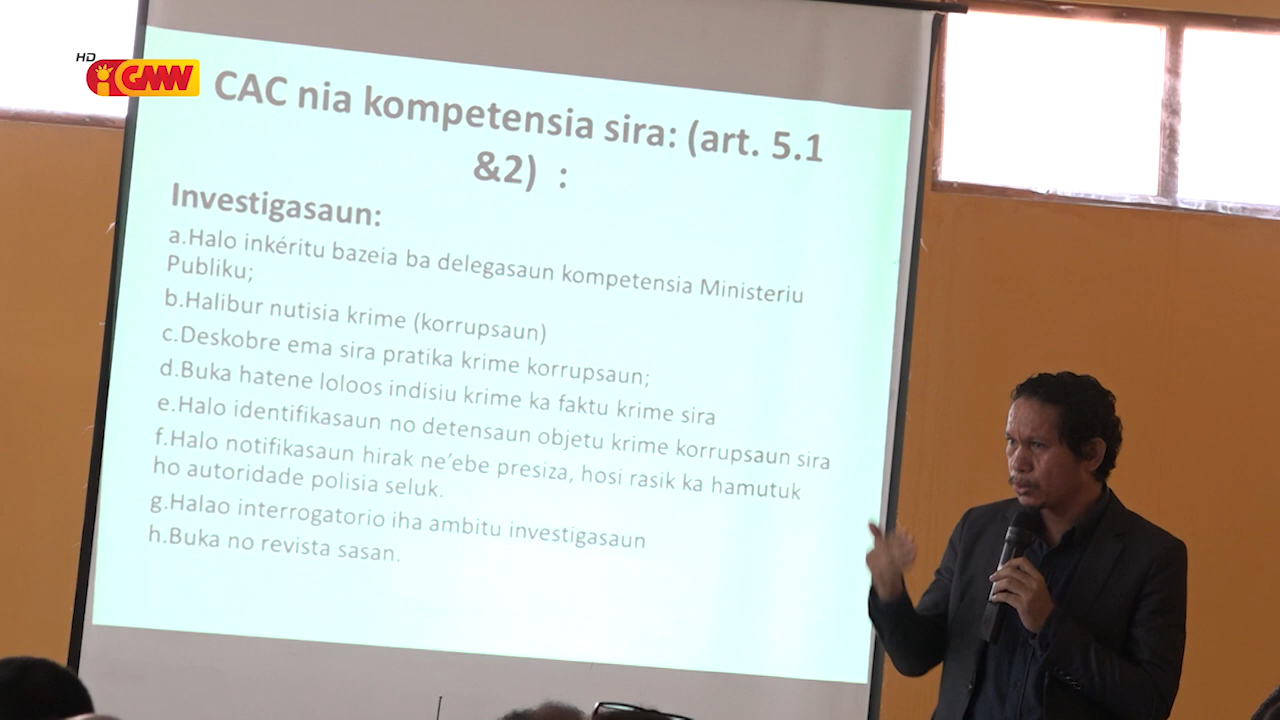 HD
GMN
CAC nia kompetensia sira: (art. 5.1
&2) :
Investigasaun:
a.Halo inkéritu bazeia ba delegasaun kompetensia Ministeriu
Publiku;
b.Halibur nutisia krime (korrupsaun)
c.Deskobre ema sira pratika krime korrupsaun;
d.Buka hatene loloos indisiu krime ka faktu krime sira
e.Halo identifikasaun no detensaun objetu krime korrupsaun sira
f.Halo notifikasaun hirak ne’ebe presiza, hosi rasik ka hamutuk
ho autoridade polisia seluk.
g.Halao interrogatorio iha ambitu investigasaun
h.Buka no revista sasan.